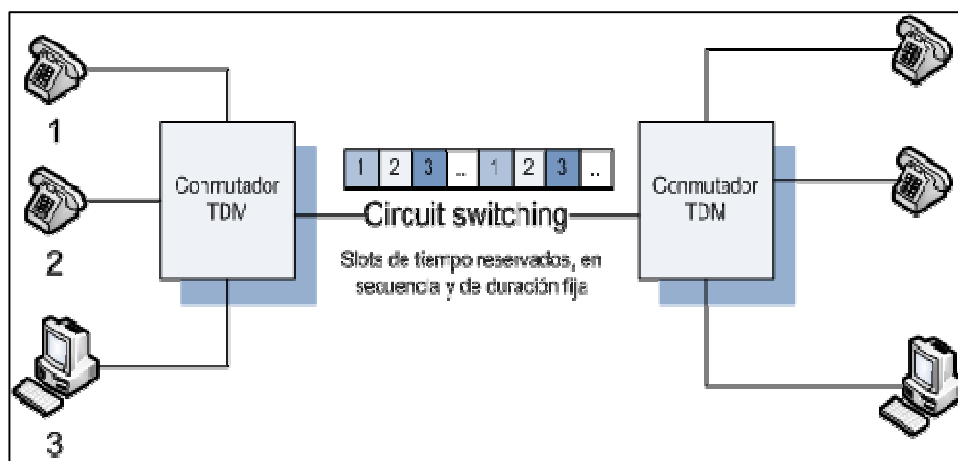 1
2
3
Conmutador
TDM
1 2 3 ... 1 2 3 ..
Circuit switching
Slots de tiempo reservados, en
secuencia y de duración fija
Conmutador
TDM